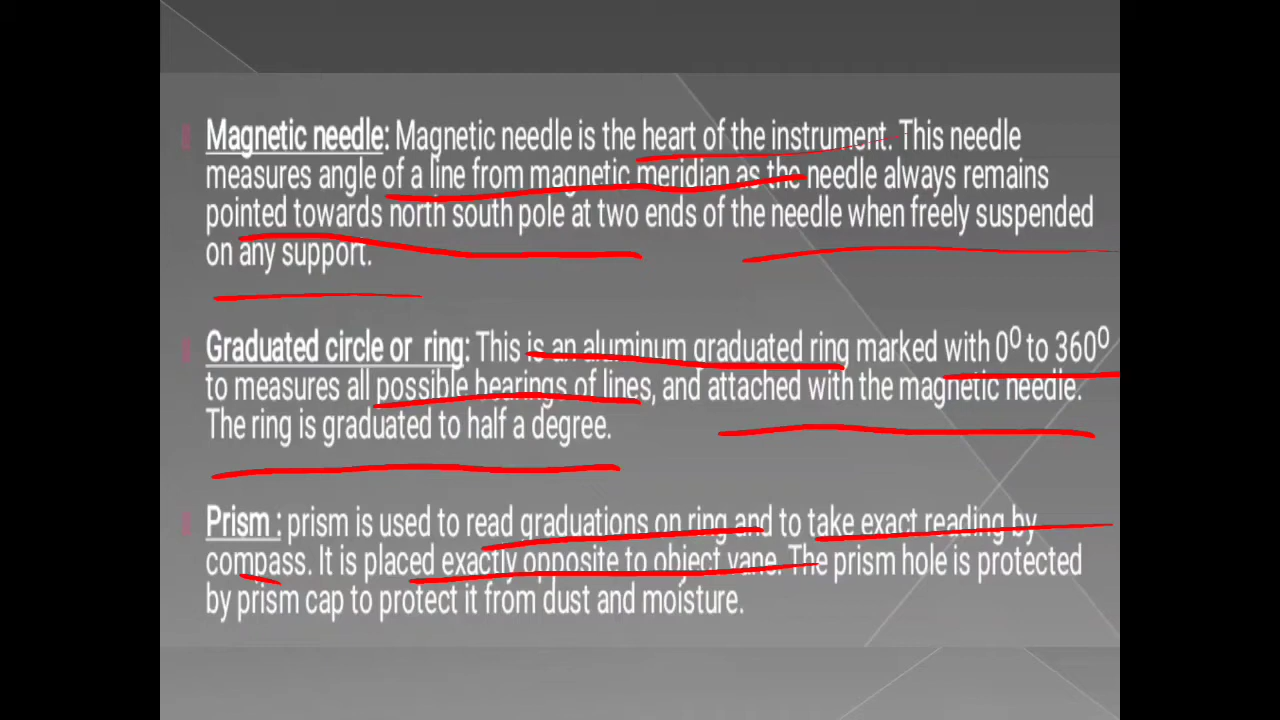 Magnetic needle: Magnetic needle is the heart of the instrument. This needle
measures angle of a line from magnetic meridian as the needle always remains
pointed towards north south pole at two ends of the needle when freely suspended
on any support.
Graduated circle or ring: This is an aluminum graduated ring marked with 0⁰ to 360⁰
to measures all possible bearings of lines, and attached with the magnetic needle.
The ring is graduated to half a degree.
Prism : prism is used to read graduations on ring and to take exact reading by
compass. It is placed exactly opposite to object vane. The prism hole is protected
by prism cap to protect it from dust and moisture.